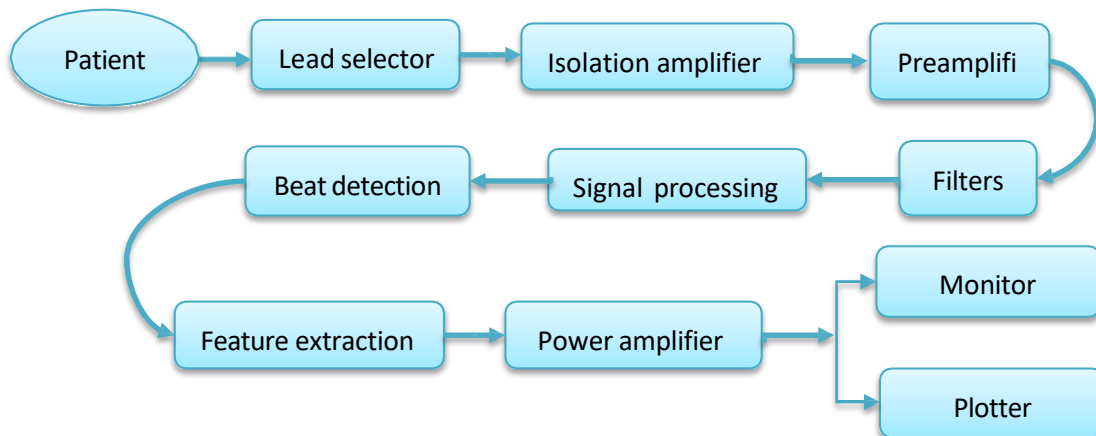 Patient
Lead selector
Isolation amplifier
Preamplifi
Filters
Signal processing
Beat detection
Feature extraction
Power amplifier
Monitor
Plotter